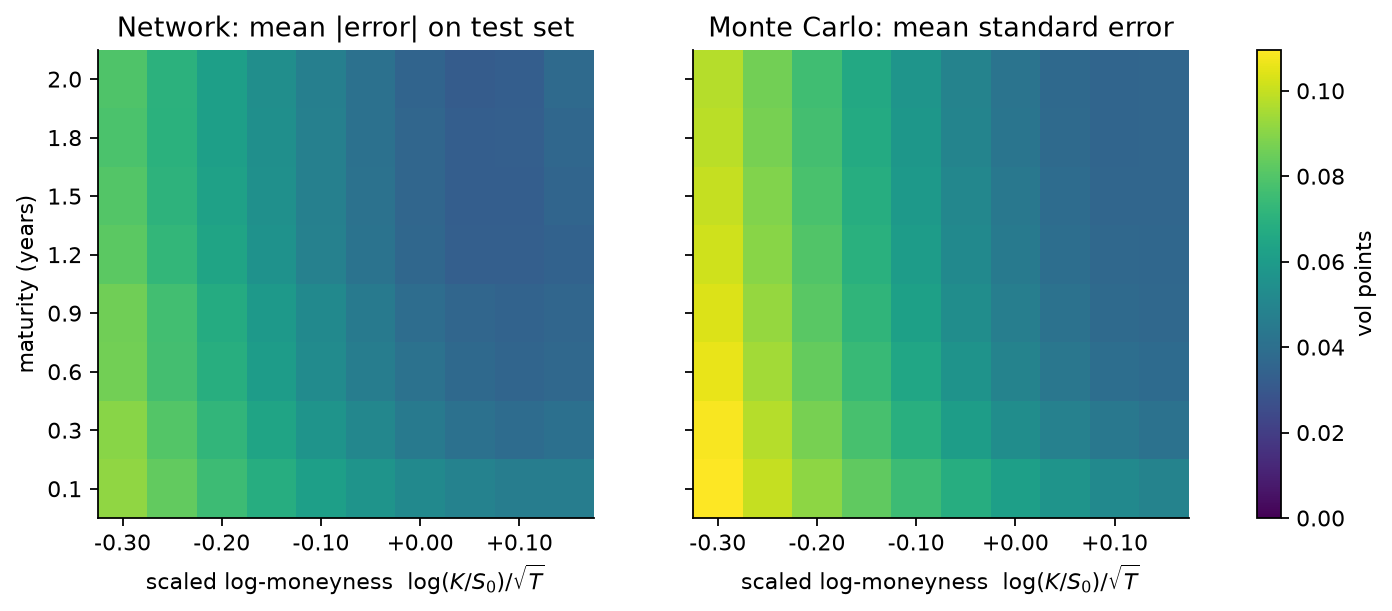 Network: mean |error| on test set
Monte Carlo: mean standard error
2.0
1.8
1.5
1.2
0.9
0.6
0.3
0.1
maturity (years)
-0.30 -0.20 -0.10 +0.00 +0.10
scaled log-moneyness log(K/S₀)/√T
-0.30 -0.20 -0.10 +0.00 +0.10
scaled log-moneyness log(K/S₀)/√T
0.10
0.08
0.06
0.04
0.02
0.00
vol points